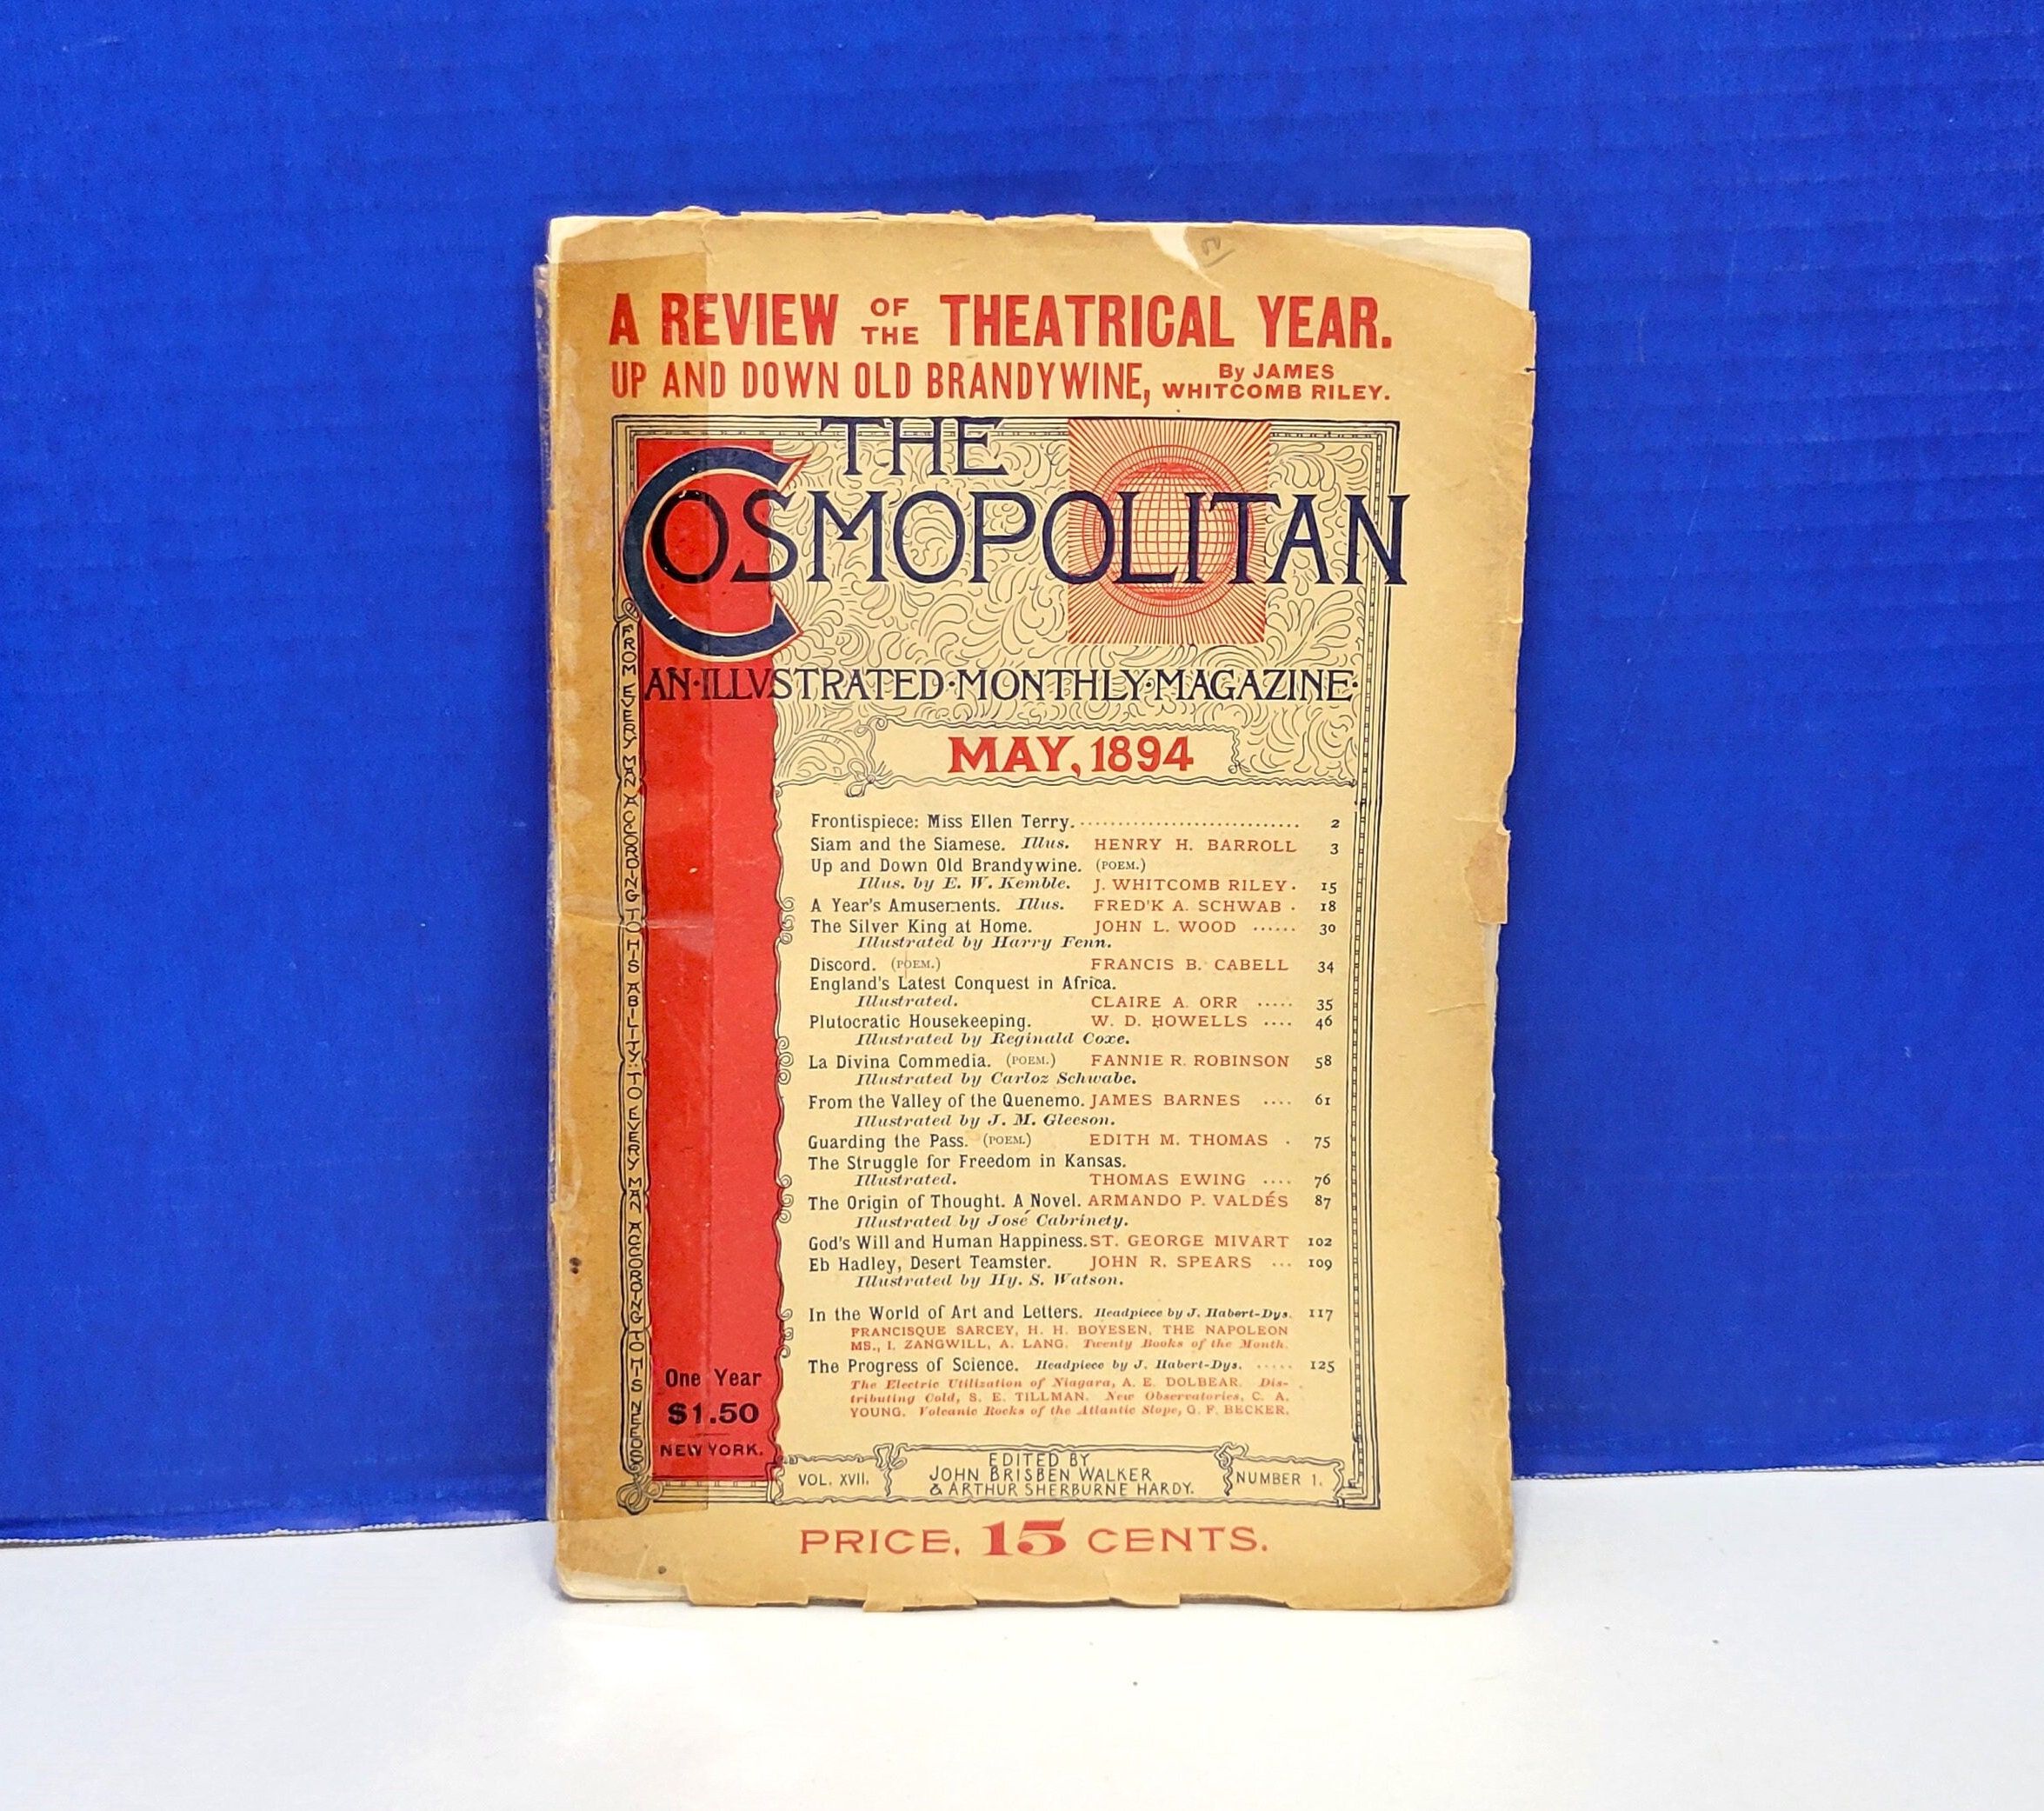 A REVIEW OF THE THEATRICAL YEAR.
UP AND DOWN OLD BRANDYWINE, By JAMES WHITCOMB RILEY.
THE
COSMOPOLITAN
AN·ILLVSTRATED·MONTHLY·MAGAZINE·
FROM EVERY MAN ACCORDING TO HIS ABILITY: TO EVERY MAN ACCORDING TO HIS NEEDS
MAY, 1894
Frontispiece: Miss Ellen Terry. 2
Siam and the Siamese. Illus. HENRY H. BARROLL 3
Up and Down Old Brandywine. (POEM.)
Illus. by E. W. Kemble. J. WHITCOMB RILEY. 15
A Year's Amusements. Illus. FRED'K A. SCHWAB . 18
The Silver King at Home. JOHN L. WOOD ...... 30
Illustrated by Harry Fenn.
Discord. (POEM.) FRANCIS B. CABELL 34
England's Latest Conquest in Africa.
Illustrated. CLAIRE A. ORR ..... 35
Plutocratic Housekeeping. W. D. HOWELLS .... 46
Illustrated by Reginald Coxe.
La Divina Commedia. (POEM.) FANNIE R. ROBINSON 58
Illustrated by Carloz Schwabe.
From the Valley of the Quenemo. JAMES BARNES .... 61
Illustrated by J. M. Gleeson.
Guarding the Pass. (POEM.) EDITH M. THOMAS . 75
The Struggle for Freedom in Kansas.
Illustrated. THOMAS EWING .... 76
The Origin of Thought. A Novel. ARMANDO P. VALDÉS 87
Illustrated by José Cabrinety.
God's Will and Human Happiness. ST. GEORGE MIVART 102
Eb Hadley, Desert Teamster. JOHN R. SPEARS ... 109
Illustrated by Hy. S. Watson.
In the World of Art and Letters. Headpiece by J. Habert-Dys. 117
FRANCISQUE SARCEY, H. H. BOYESEN, THE NAPOLEON
MS., I. ZANGWILL, A. LANG. Twenty Books of the Month.
The Progress of Science. Headpiece by J. Habert-Dys. ..... 125
The Electric Utilization of Niagara, A. E. DOLBEAR. Dis-
tributing Cold, S. E. TILLMAN. New Observatories, C. A.
YOUNG. Volcanic Rocks of the Atlantic Slope, G. F. BECKER.
One Year
$1.50
NEW YORK.
VOL. XVII.
EDITED BY
JOHN BRISBEN WALKER
& ARTHUR SHERBURNE HARDY.
NUMBER 1.
PRICE, 15 CENTS.